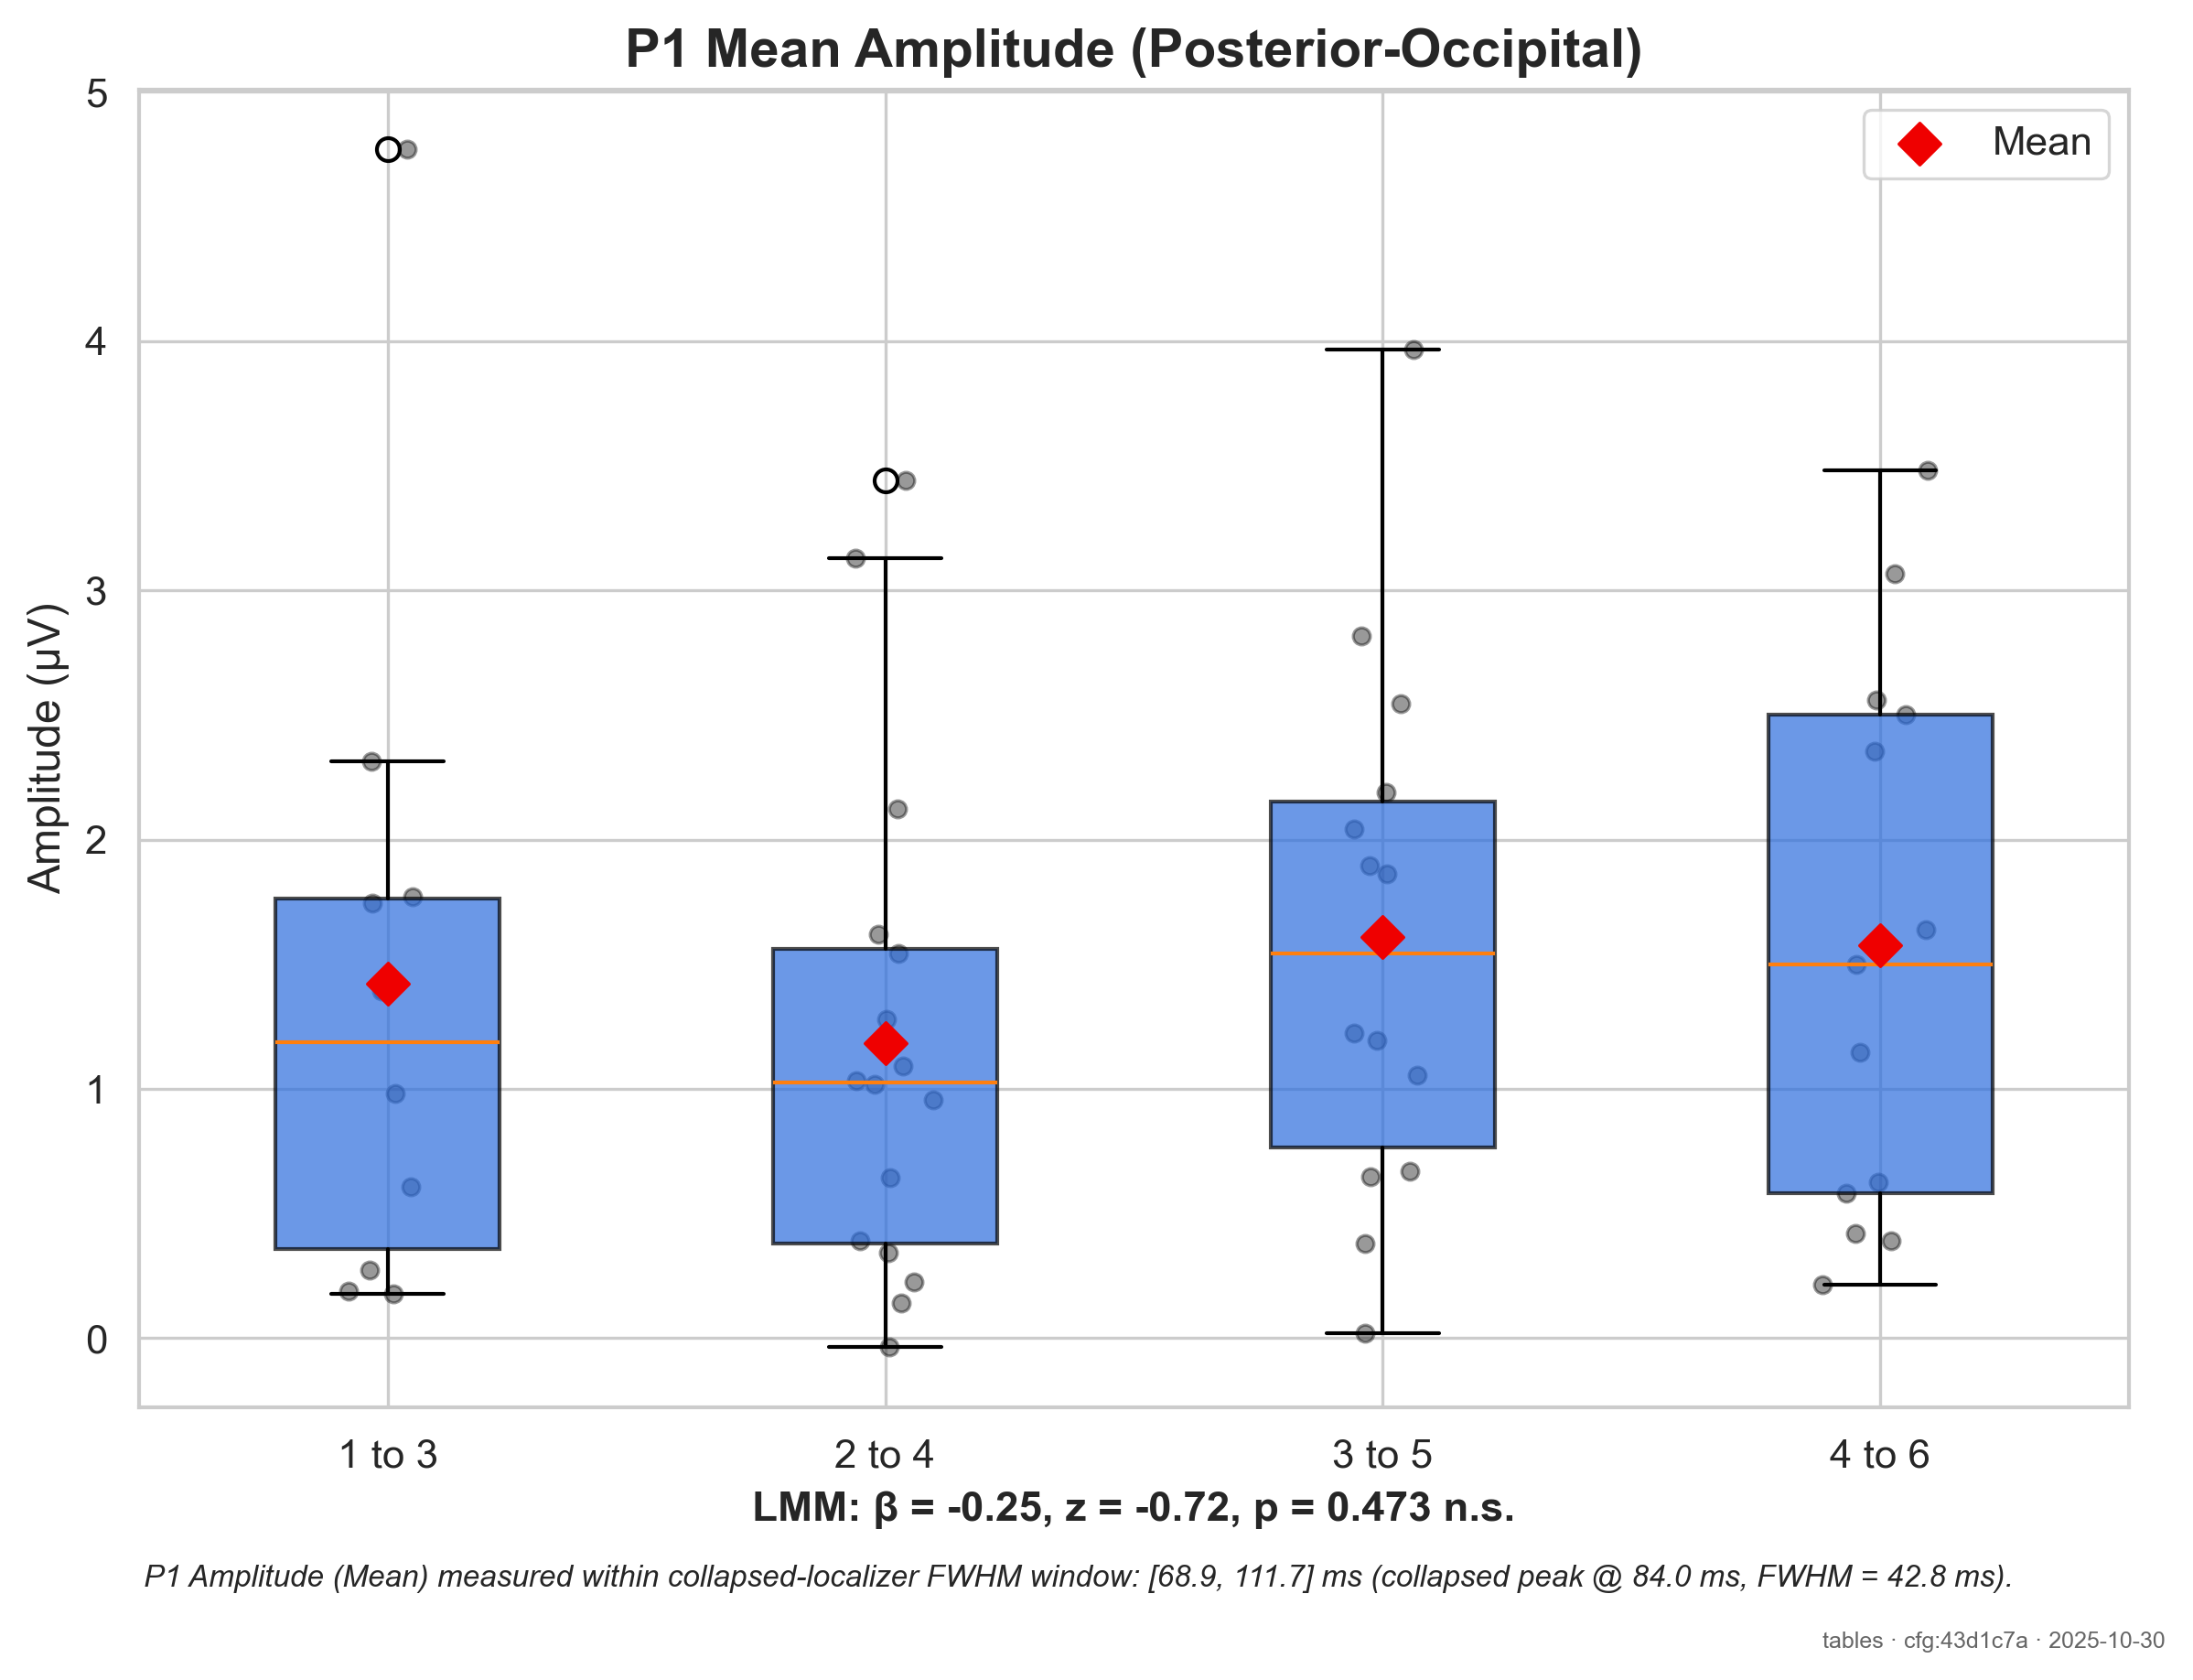 P1 Mean Amplitude (Posterior-Occipital)
Mean
5
4
3
2
1
0
Amplitude (µV)
1 to 3
2 to 4
3 to 5
4 to 6
LMM: β = -0.25, z = -0.72, p = 0.473 n.s.
P1 Amplitude (Mean) measured within collapsed-localizer FWHM window: [68.9, 111.7] ms (collapsed peak @ 84.0 ms, FWHM = 42.8 ms).
tables · cfg:43d1c7a · 2025-10-30